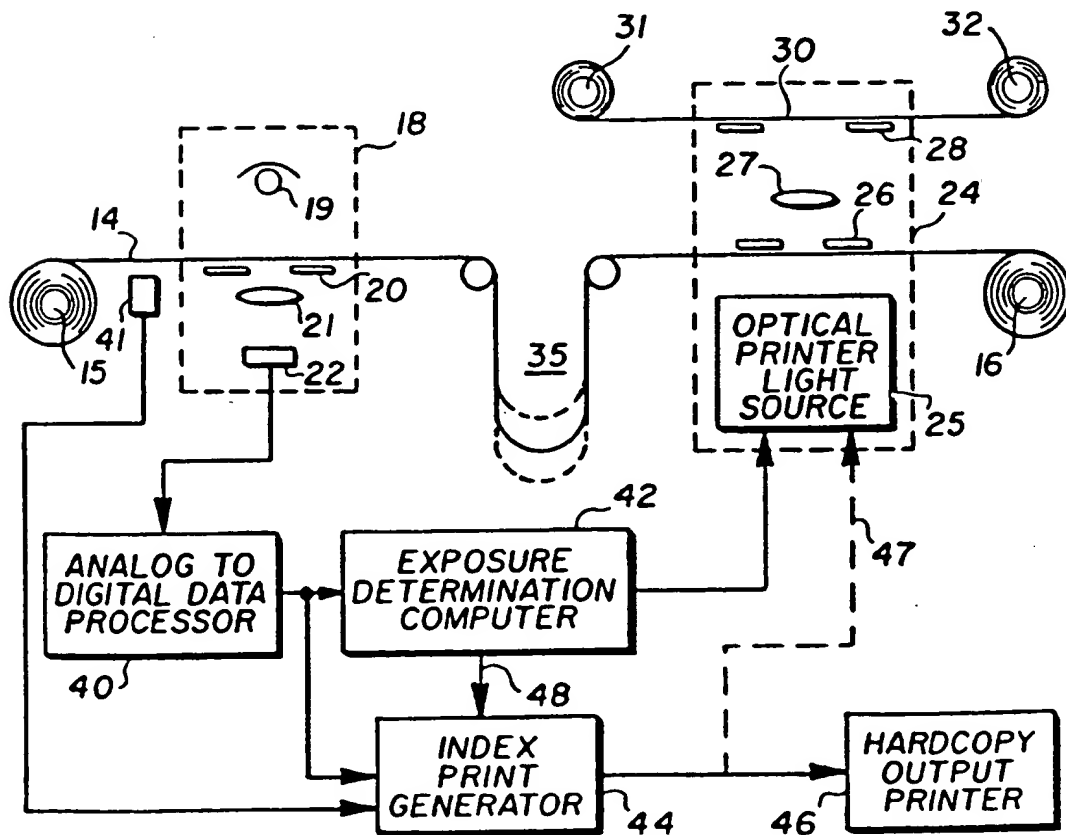 31
32
30
18
28
27
19
14
26
24
20
21
41
15
22
35
OPTICAL
PRINTER
LIGHT
SOURCE
16
25
42
47
ANALOG TO
DIGITAL DATA
PROCESSOR
EXPOSURE
DETERMINATION
COMPUTER
40
48
INDEX
PRINT
GENERATOR
HARDCOPY
OUTPUT
PRINTER
44
46